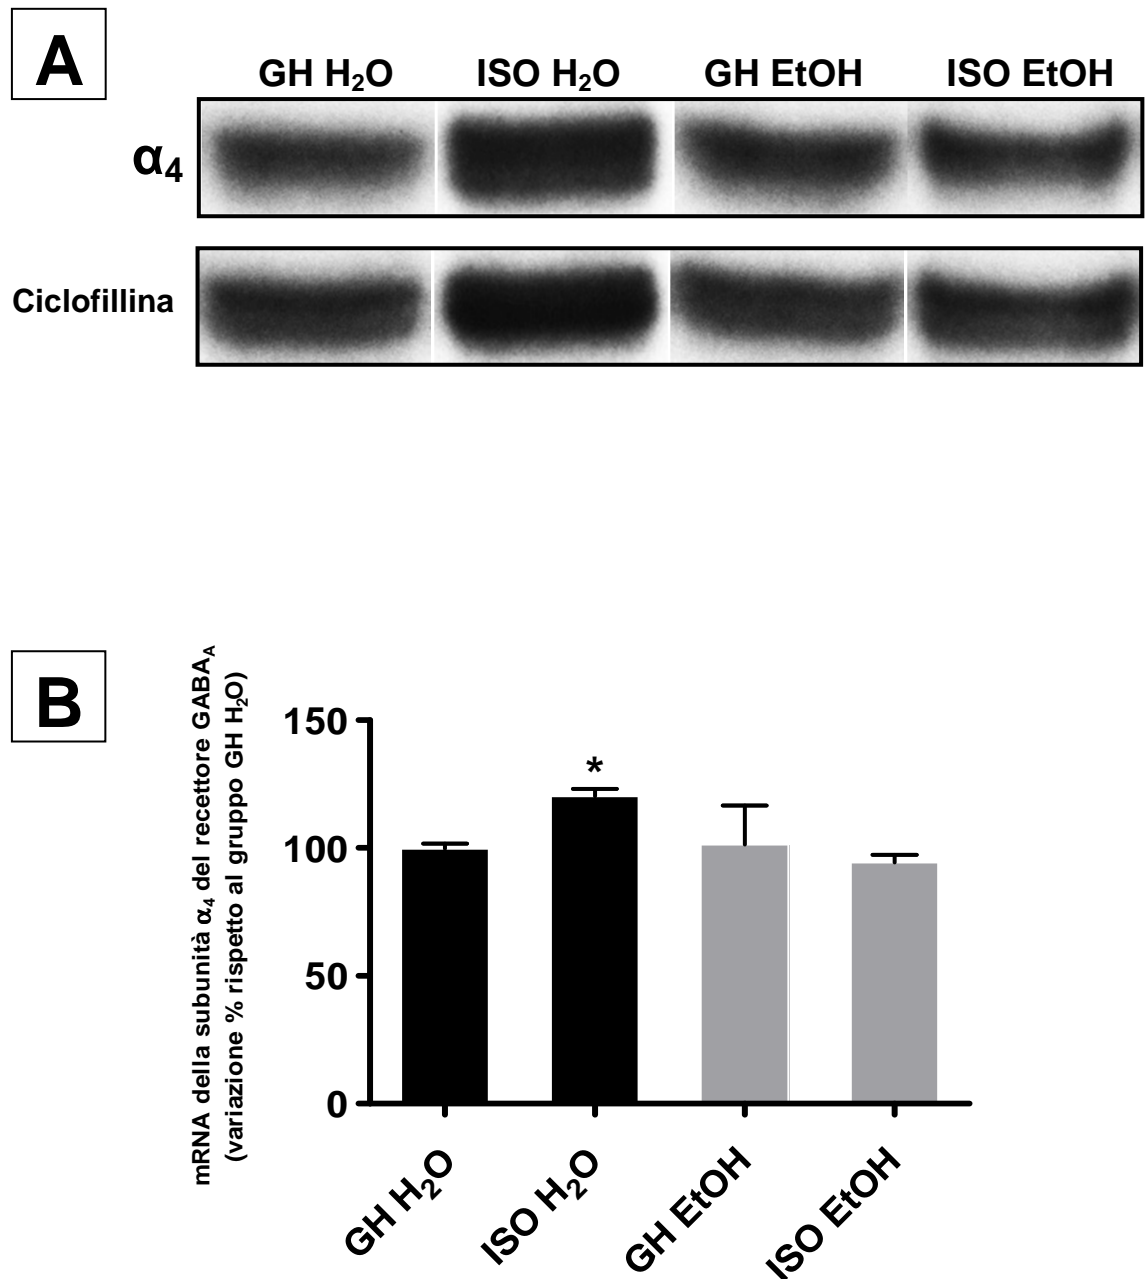 A
GH H₂O ISO H₂O GH EtOH ISO EtOH
α₄
Ciclofillina
B
mRNA della subunità α₄ del recettore GABA_A
(variazione % rispetto al gruppo GH H₂O)
150
*
100
50
0
GH H₂O ISO H₂O GH EtOH ISO EtOH